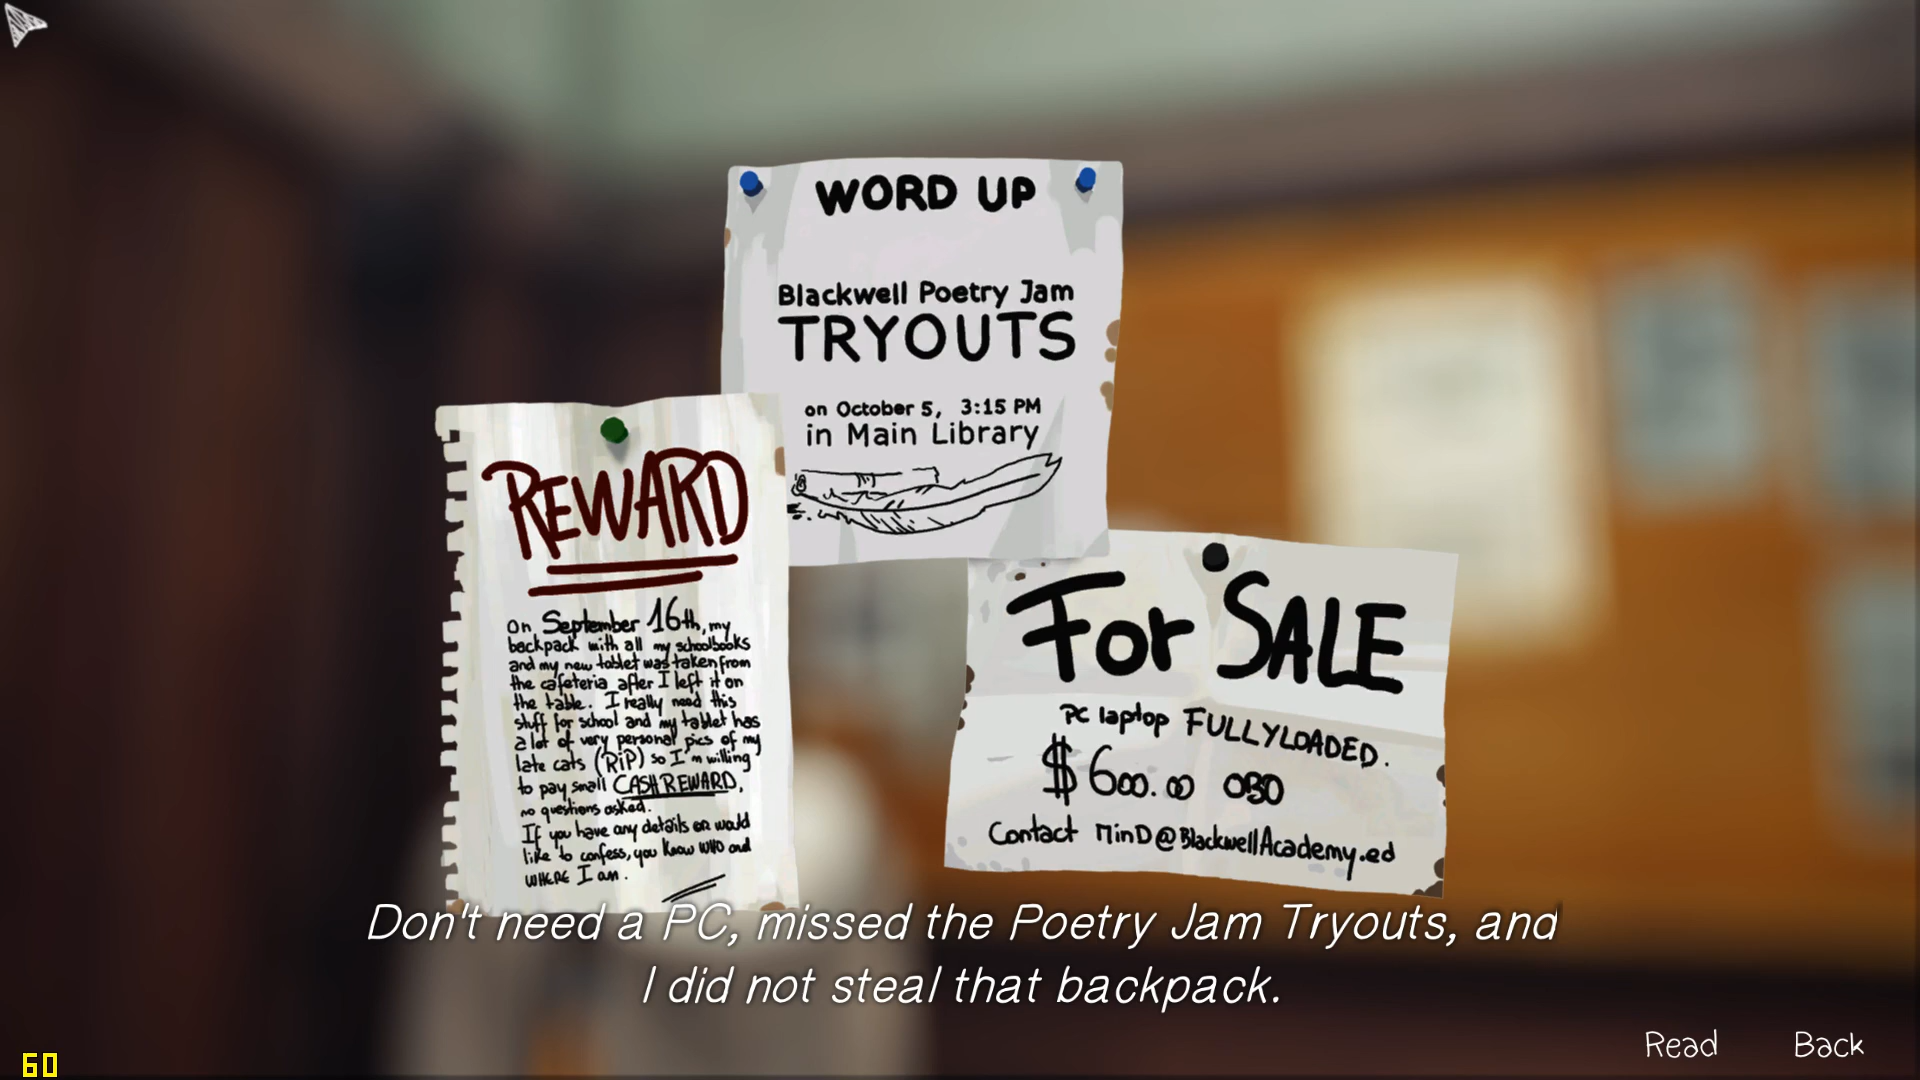 WORD UP
Blackwell Poetry Jam
TRYOUTS
on October 5, 3:15 PM
in Main Library
REWARD
On September 16th, my
backpack with all my schoolbooks
and my new tablet was taken from
the cafeteria after I left it on
the table. I really need this
stuff for school and my tablet has
a lot of very personal pics of my
late cats (RiP) so I'm willing
to pay small CASH REWARD,
no questions asked.
If you have any details or would
like to confess, you know WHO and
WHERE I am.
For SALE
PC laptop FULLYLOADED.
$600.00 OBO
Contact MinD@BlackwellAcademy.ed
Don't need a PC, missed the Poetry Jam Tryouts, and
I did not steal that backpack.
Read Back
60